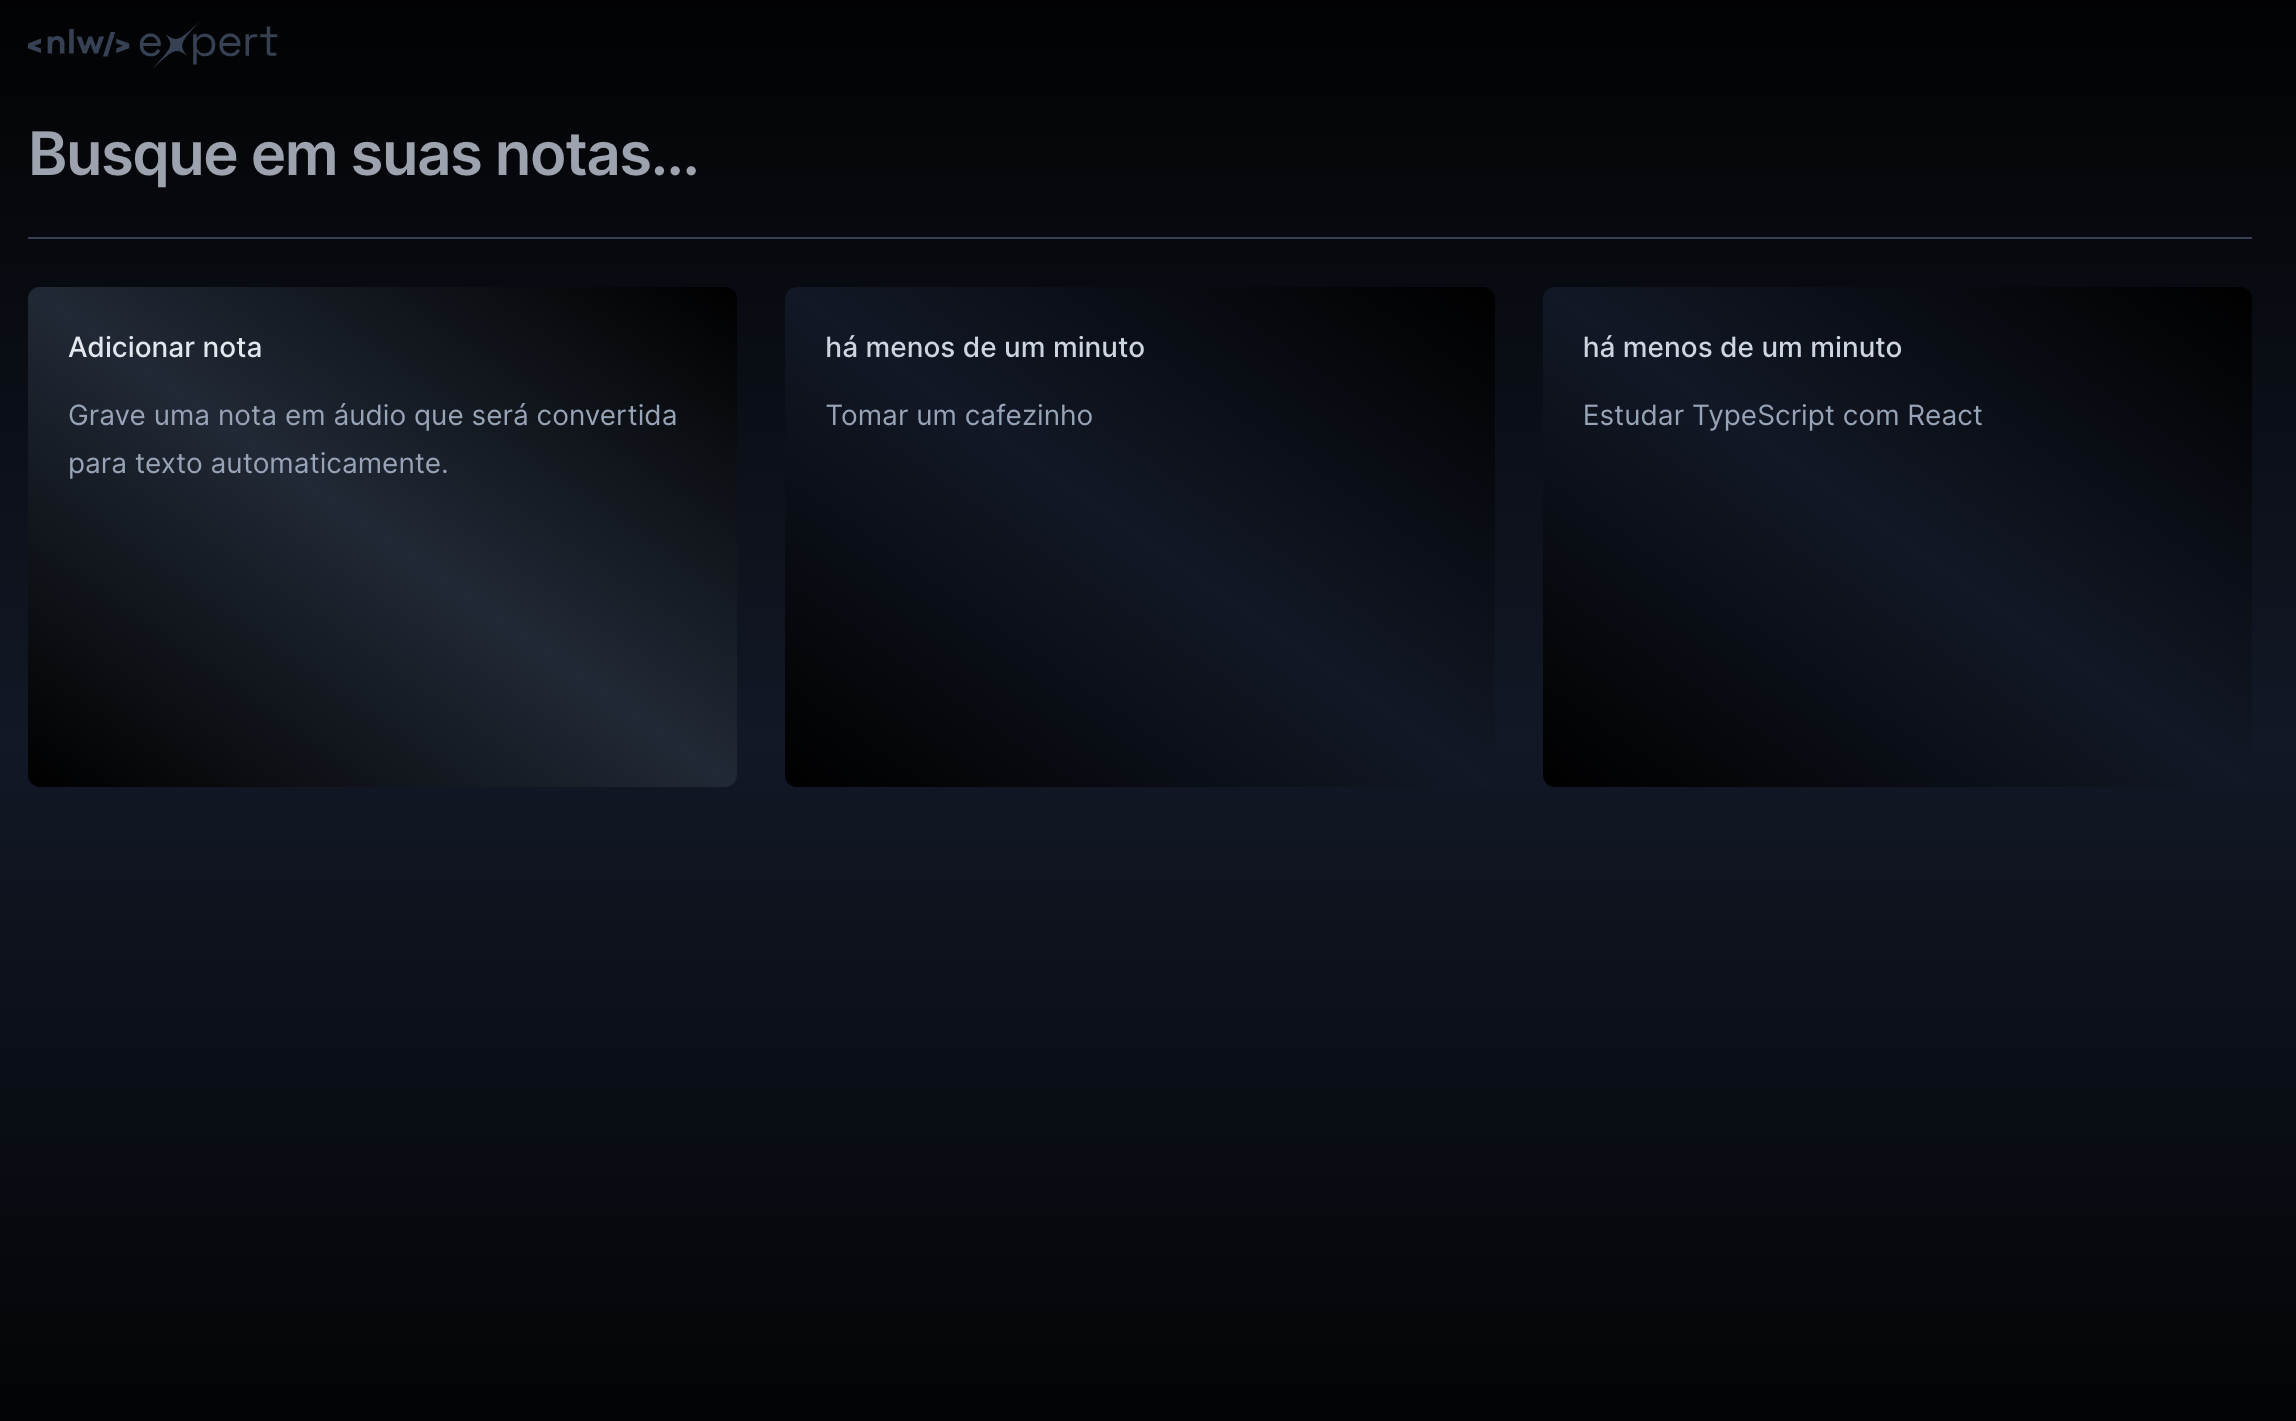 <nlw/> expert
Busque em suas notas...
Adicionar nota
Grave uma nota em áudio que será convertida
para texto automaticamente.
há menos de um minuto
Tomar um cafezinho
há menos de um minuto
Estudar TypeScript com React